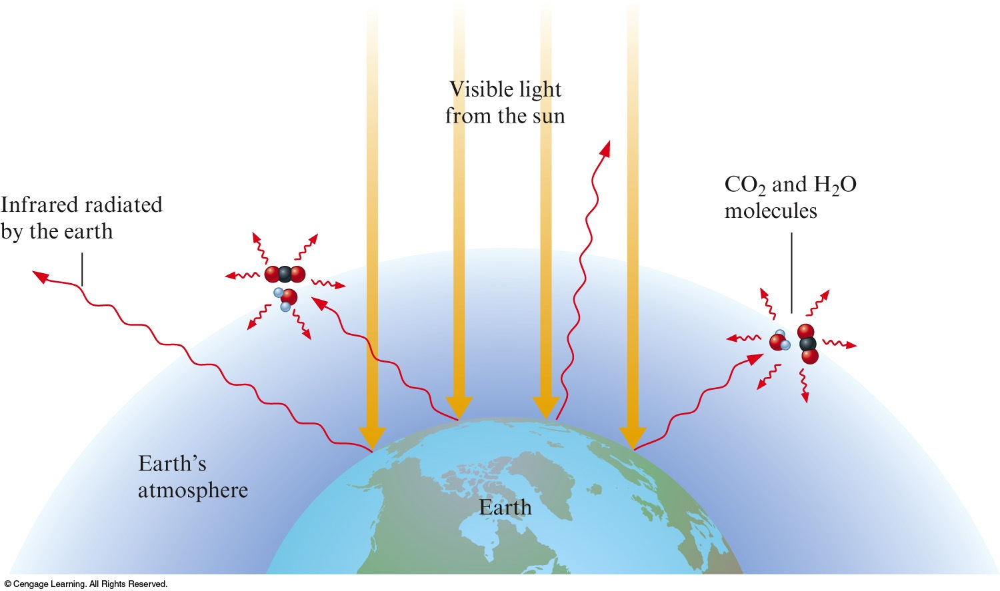 Visible light
from the sun
CO₂ and H₂O
molecules
Infrared radiated
by the earth
Earth’s
atmosphere
Earth
© Cengage Learning. All Rights Reserved.